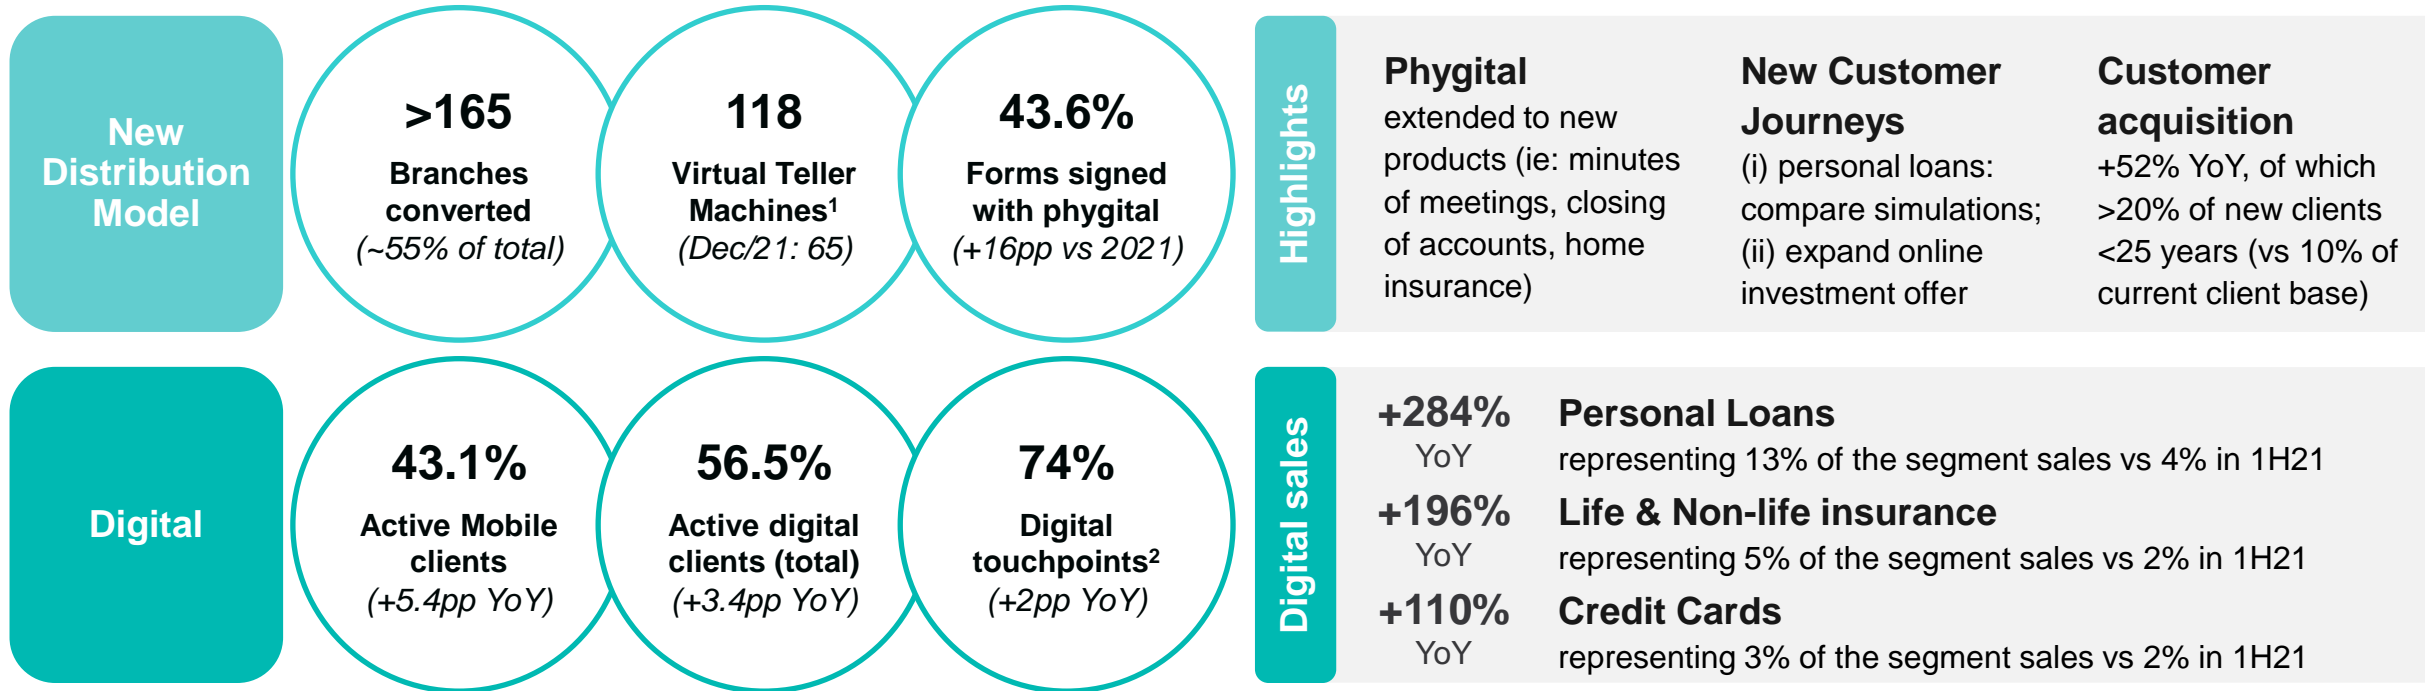 New
Distribution
Model
>165
Branches
converted
(~55% of total)
118
Virtual Teller
Machines¹
(Dec/21: 65)
43.6%
Forms signed
with phygital
(+16pp vs 2021)
Highlights
Phygital
extended to new
products (ie: minutes
of meetings, closing
of accounts, home
insurance)
New Customer
Journeys
(i) personal loans:
compare simulations;
(ii) expand online
investment offer
Customer
acquisition
+52% YoY, of which
>20% of new clients
<25 years (vs 10% of
current client base)
Digital
43.1%
Active Mobile
clients
(+5.4pp YoY)
56.5%
Active digital
clients (total)
(+3.4pp YoY)
74%
Digital
touchpoints²
(+2pp YoY)
Digital sales
+284%
YoY
Personal Loans
representing 13% of the segment sales vs 4% in 1H21
+196%
YoY
Life & Non-life insurance
representing 5% of the segment sales vs 2% in 1H21
+110%
YoY
Credit Cards
representing 3% of the segment sales vs 2% in 1H21